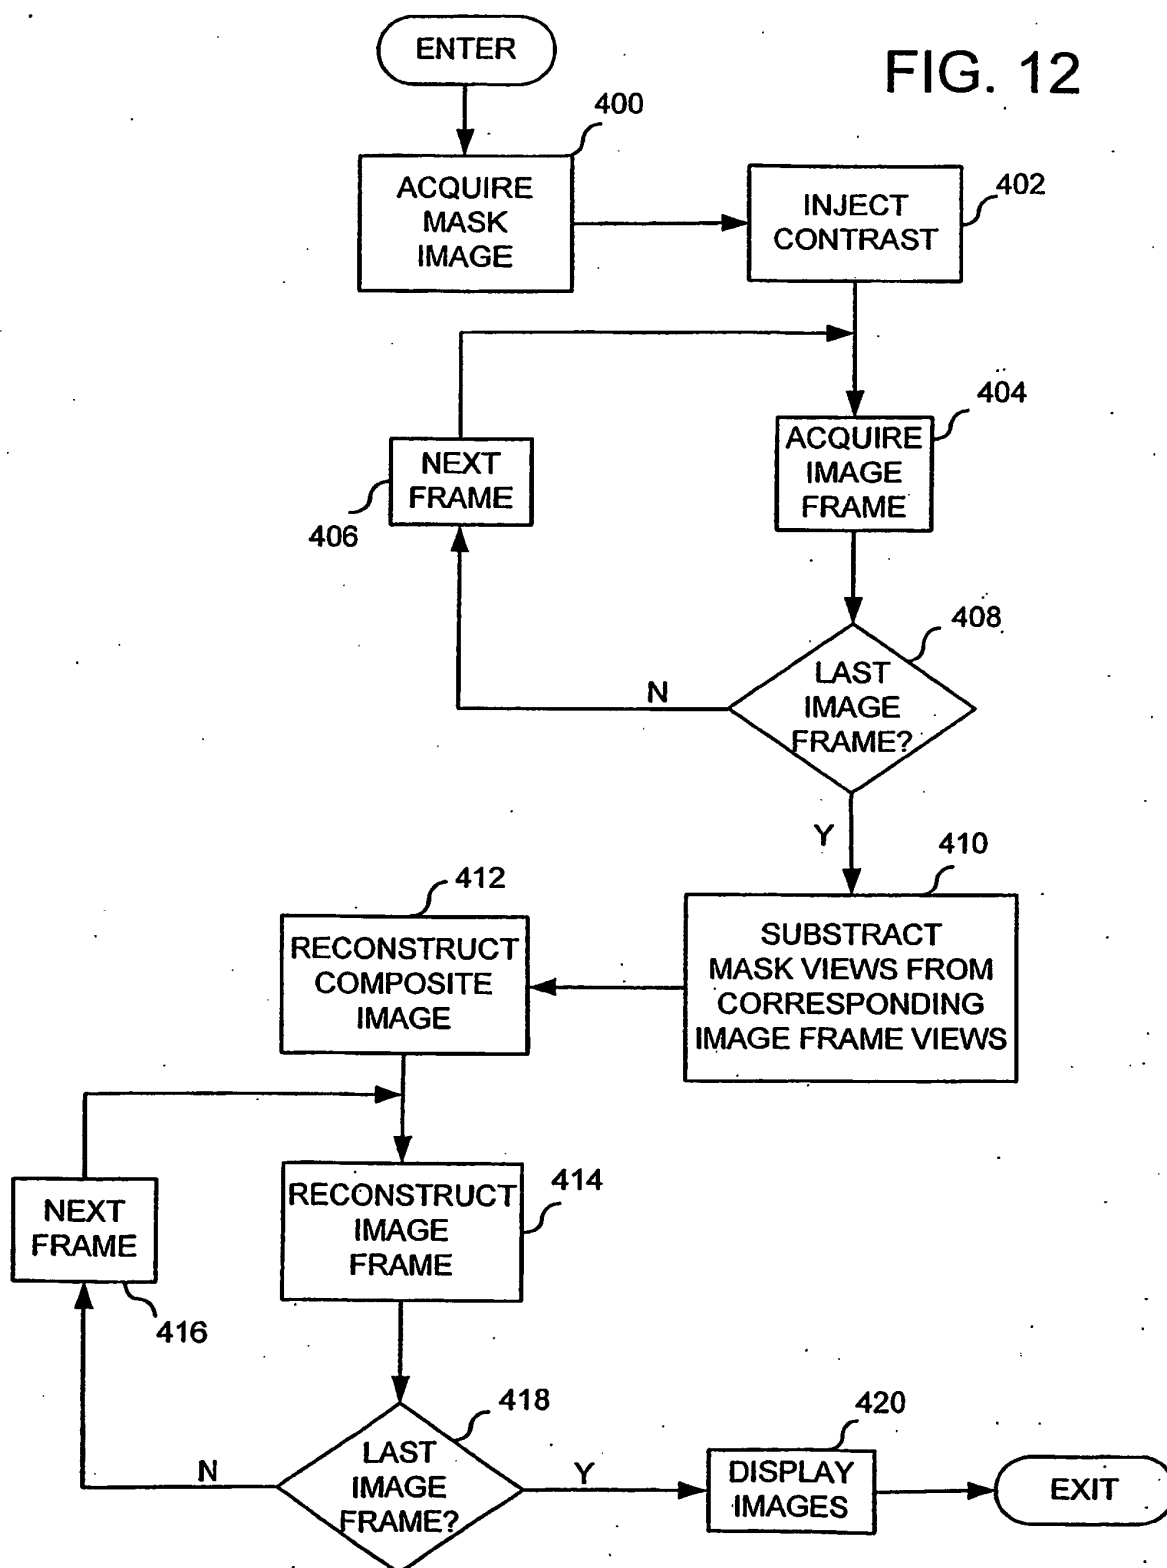 ENTER
FIG. 12
400
ACQUIRE
MASK
IMAGE
402
INJECT
CONTRAST
404
ACQUIRE
IMAGE
FRAME
NEXT
FRAME
406
408
LAST
IMAGE
FRAME?
N
Y
410
SUBSTRACT
MASK VIEWS FROM
CORRESPONDING
IMAGE FRAME VIEWS
412
RECONSTRUCT
COMPOSITE
IMAGE
414
RECONSTRUCT
IMAGE
FRAME
NEXT
FRAME
416
418
LAST
IMAGE
FRAME?
N
Y
420
DISPLAY
IMAGES
EXIT